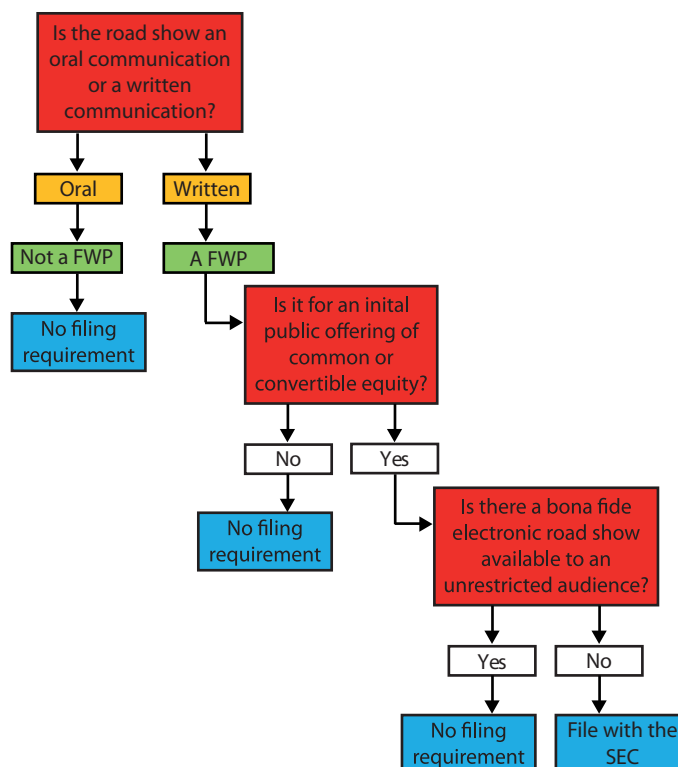 Is the road show an
oral communication
or a written
communication?
Oral
Written
Not a FWP
A FWP
No filing
requirement
Is it for an inital
public offering of
common or
convertible equity?
No
Yes
No filing
requirement
Is there a bona fide
electronic road show
available to an
unrestricted audience?
Yes
No
No filing
requirement
File with the
SEC